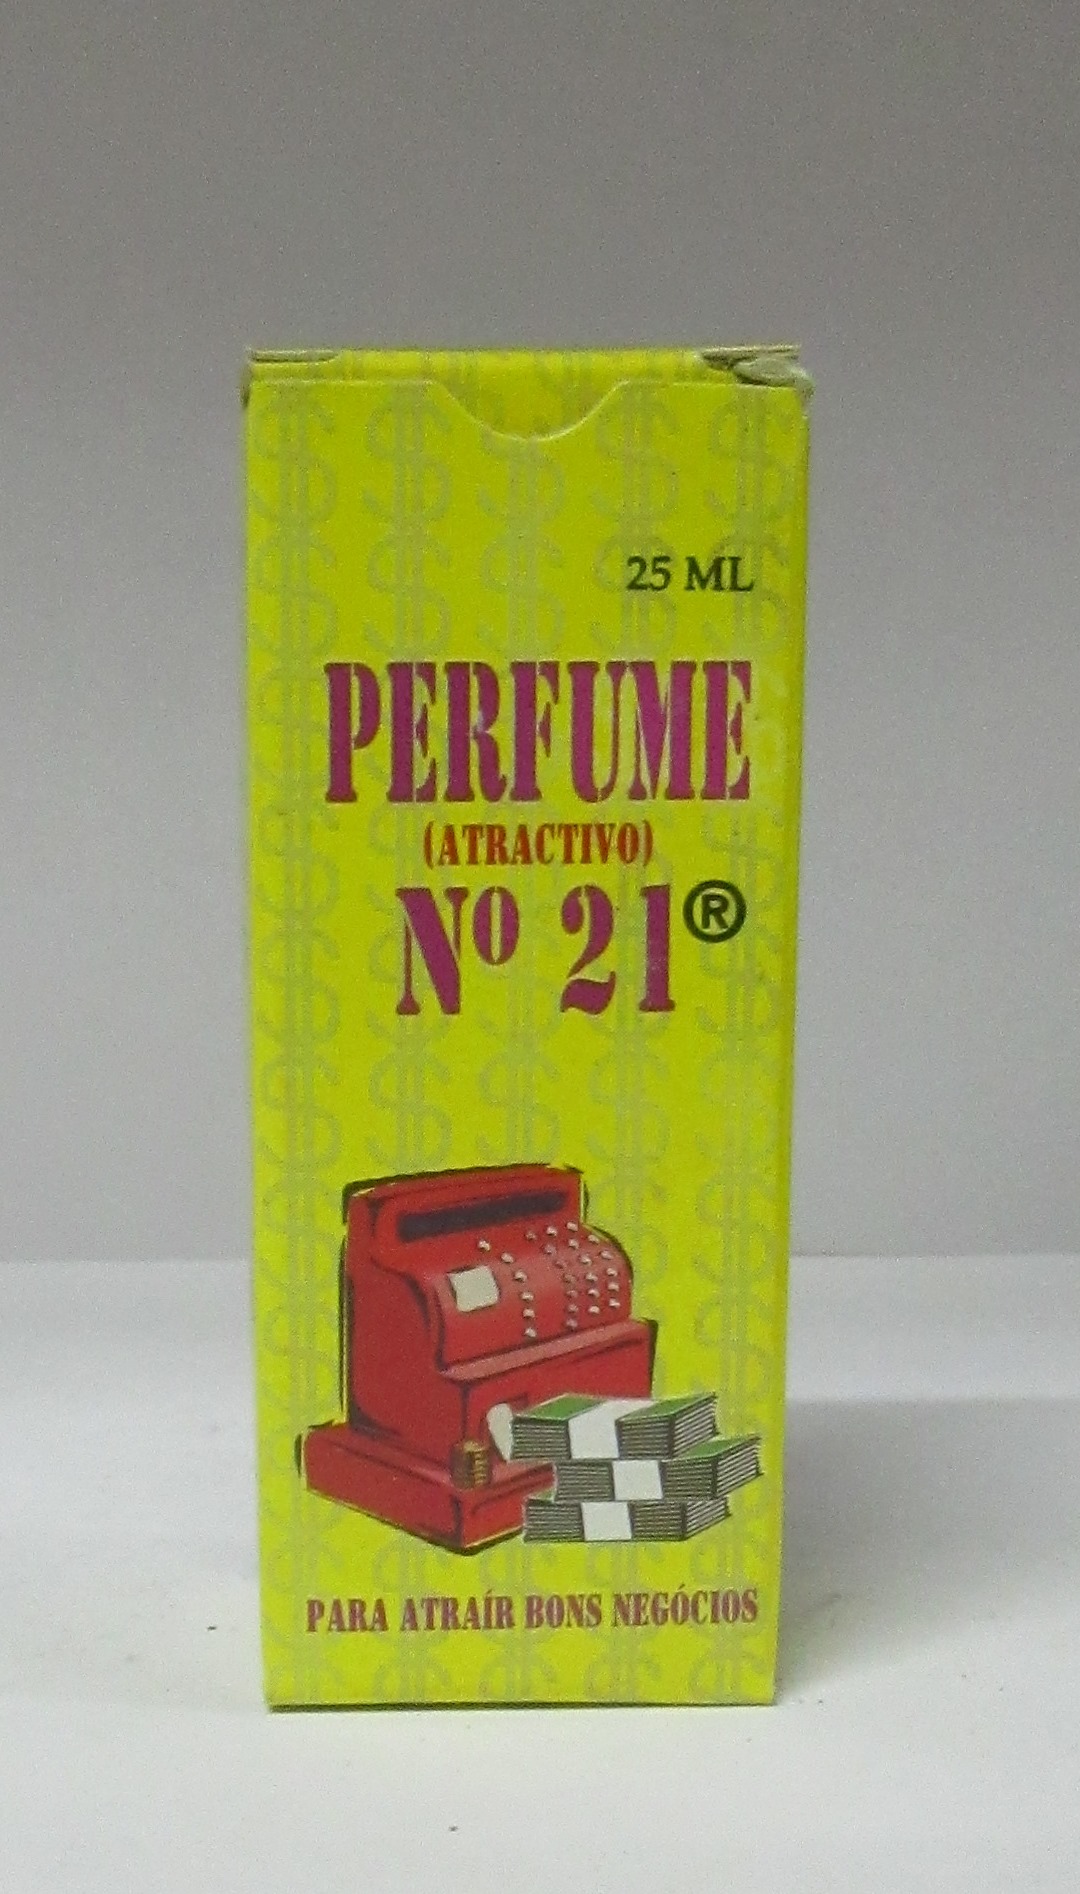 25 ML
PERFUME
(ATRACTIVO)
Nº 21®
PARA ATRAÍR BONS NEGÓCIOS